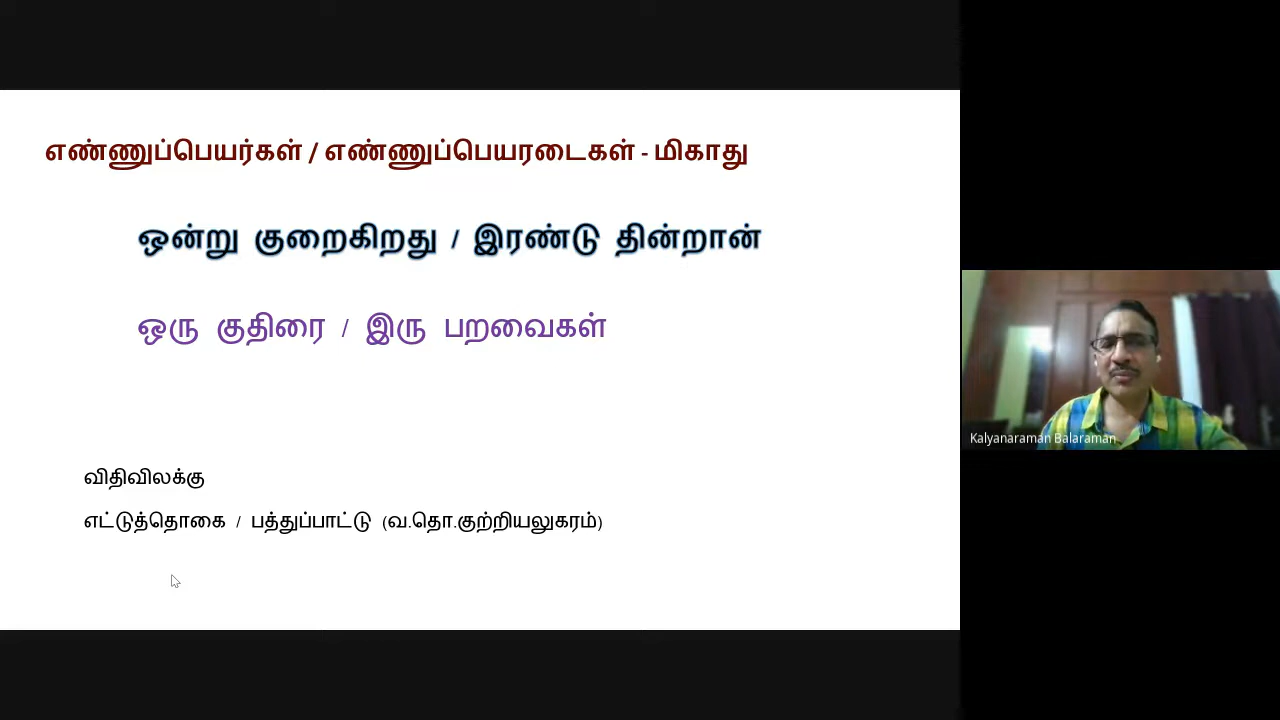 எண்ணுப்பெயர்கள் / எண்ணுப்பெயரடைகள் - மிகாது
ஒன்று குறைகிறது / இரண்டு தின்றான்
ஒரு குதிரை / இரு பறவைகள்
விதிவிலக்கு
எட்டுத்தொகை / பத்துப்பாட்டு (வ.தொ.குற்றியலுகரம்)
Kalyanaraman Balaraman